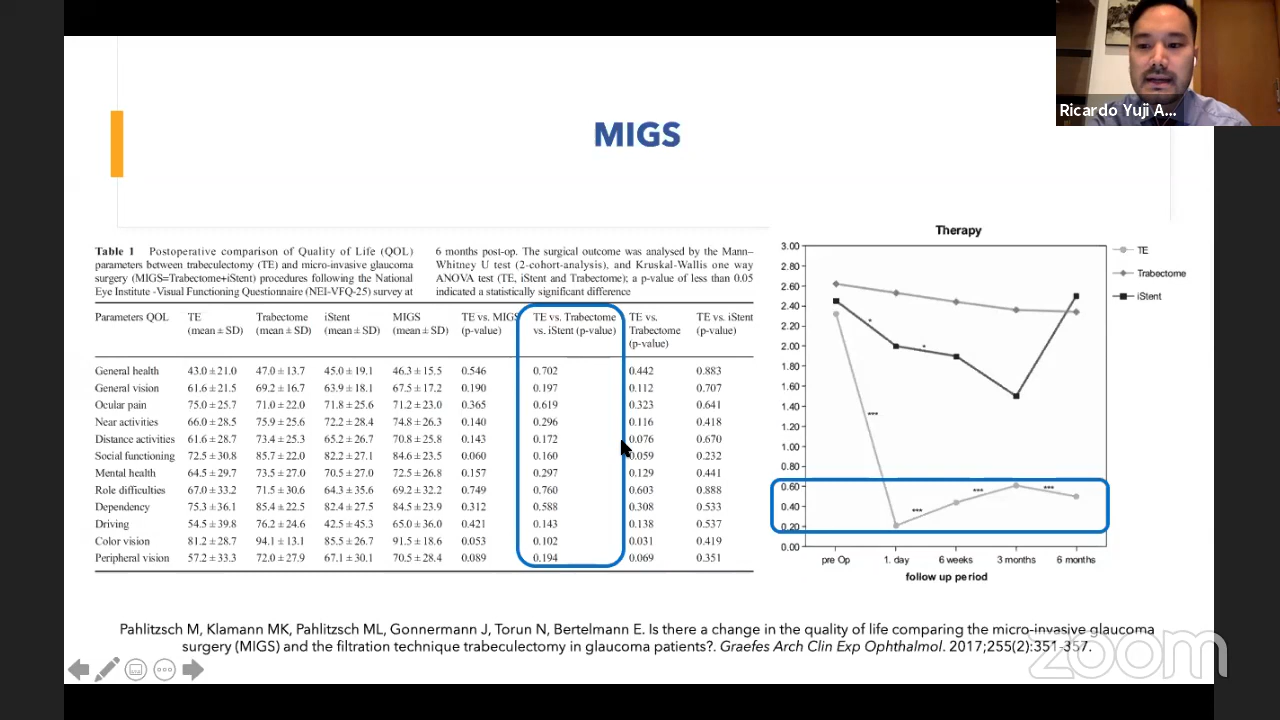 Ricardo Yuji A...
MIGS
Table 1 Postoperative comparison of Quality of Life (QOL)
parameters between trabeculectomy (TE) and micro-invasive glaucoma
surgery (MIGS=Trabectome+iStent) procedures following the National
Eye Institute -Visual Functioning Questionnaire (NEI-VFQ-25) survey at
6 months post-op. The surgical outcome was analysed by the Mann–
Whitney U test (2-cohort-analysis), and Kruskal-Wallis one way
ANOVA test (TE, iStent and Trabectome); a p-value of less than 0.05
indicated a statistically significant difference
Parameters QOL TE (mean ± SD) Trabectome (mean ± SD) iStent (mean ± SD) MIGS (mean ± SD) TE vs. MIGS (p-value) TE vs. Trabectome vs. iStent (p-value) TE vs. Trabectome (p-value) TE vs. iStent (p-value)
General health 43.0 ± 21.0 47.0 ± 13.7 45.0 ± 19.1 46.3 ± 15.5 0.546 0.702 0.442 0.883
General vision 61.6 ± 21.5 69.2 ± 16.7 63.9 ± 18.1 67.5 ± 17.2 0.190 0.197 0.112 0.707
Ocular pain 75.0 ± 25.7 71.0 ± 22.0 71.8 ± 25.6 71.2 ± 23.0 0.365 0.619 0.323 0.641
Near activities 66.0 ± 28.5 75.9 ± 25.6 72.2 ± 28.4 74.8 ± 26.3 0.140 0.296 0.116 0.418
Distance activities 61.6 ± 28.7 73.4 ± 25.3 65.2 ± 26.7 70.8 ± 25.8 0.143 0.172 0.076 0.670
Social functioning 72.5 ± 30.8 85.7 ± 22.0 82.2 ± 27.1 84.6 ± 23.5 0.060 0.160 0.059 0.232
Mental health 64.5 ± 29.7 73.5 ± 27.0 70.5 ± 27.0 72.5 ± 26.8 0.157 0.297 0.129 0.441
Role difficulties 67.0 ± 33.2 71.5 ± 30.6 64.3 ± 35.6 69.2 ± 32.2 0.749 0.760 0.603 0.888
Dependency 75.3 ± 36.1 85.4 ± 22.5 82.4 ± 27.5 84.5 ± 23.9 0.312 0.588 0.308 0.533
Driving 54.5 ± 39.8 76.2 ± 24.6 42.5 ± 45.3 65.0 ± 36.0 0.421 0.143 0.138 0.537
Color vision 81.2 ± 28.7 94.1 ± 13.1 85.5 ± 26.7 91.5 ± 18.6 0.053 0.102 0.031 0.419
Peripheral vision 57.2 ± 33.3 72.0 ± 27.9 67.1 ± 30.1 70.5 ± 28.4 0.089 0.194 0.069 0.351
Therapy
3.00
2.80
2.60
2.40
2.20
2.00
1.80
1.60
1.40
1.20
1.00
0.80
0.60
0.40
0.20
0.00
*
*
***
***
***
***
TE
Trabectome
iStent
pre Op 1. day 6 weeks 3 months 6 months
follow up period
Pahlitzsch M, Klamann MK, Pahlitzsch ML, Gonnermann J, Torun N, Bertelmann E. Is there a change in the quality of life comparing the micro-invasive glaucoma
surgery (MIGS) and the filtration technique trabeculectomy in glaucoma patients?. Graefes Arch Clin Exp Ophthalmol. 2017;255(2):351-357.
zoom